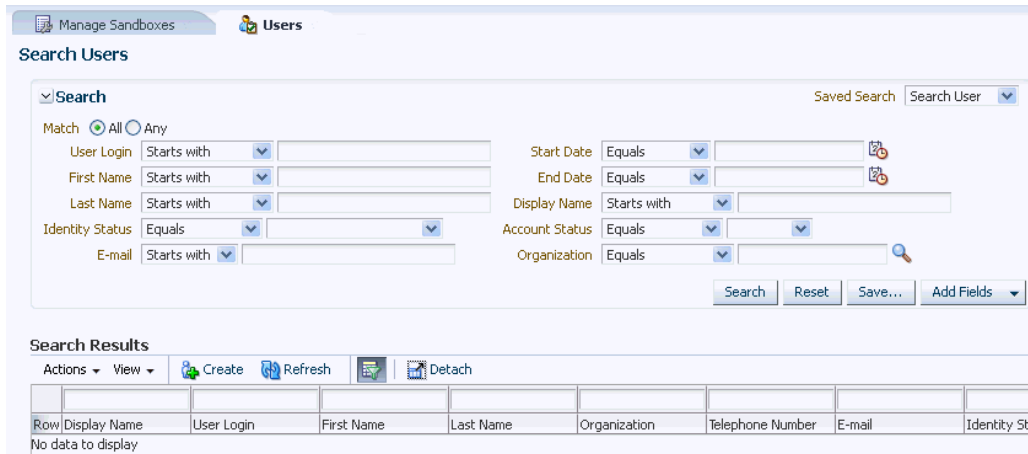 Manage Sandboxes Users
Search Users
Search Saved Search Search User
Match All Any
User Login Starts with Start Date Equals
First Name Starts with End Date Equals
Last Name Starts with Display Name Starts with
Identity Status Equals Account Status Equals
E-mail Starts with Organization Equals
Search Reset Save... Add Fields
Search Results
Actions View Create Refresh Detach
Row Display Name User Login First Name Last Name Organization Telephone Number E-mail Identity St
No data to display